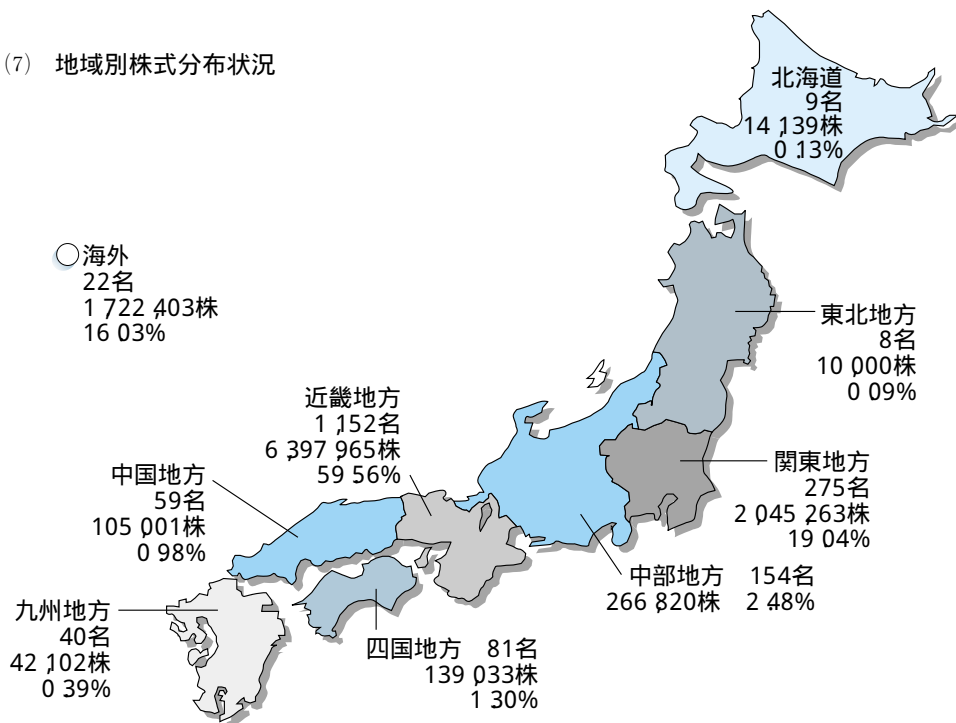 (7) 地域別株式分布状況
北海道
9名
14,139株
0.13%
海外
22名
1,722,403株
16.03%
東北地方
8名
10,000株
0.09%
近畿地方
1,152名
6,397,965株
59.56%
関東地方
275名
2,045,263株
19.04%
中国地方
59名
105,001株
0.98%
中部地方 154名
266,820株 2.48%
九州地方
40名
42,102株
0.39%
四国地方 81名
139,033株
1.30%